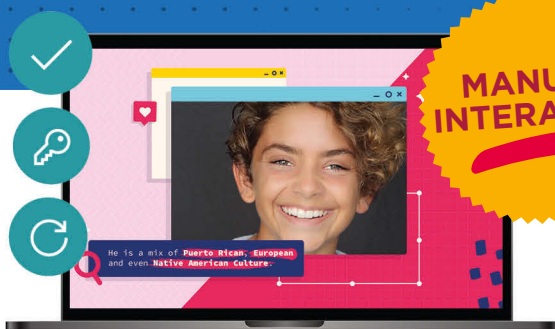 MANU
INTERA
He is a mix of Puerto Rican, European
and even Native American Culture.